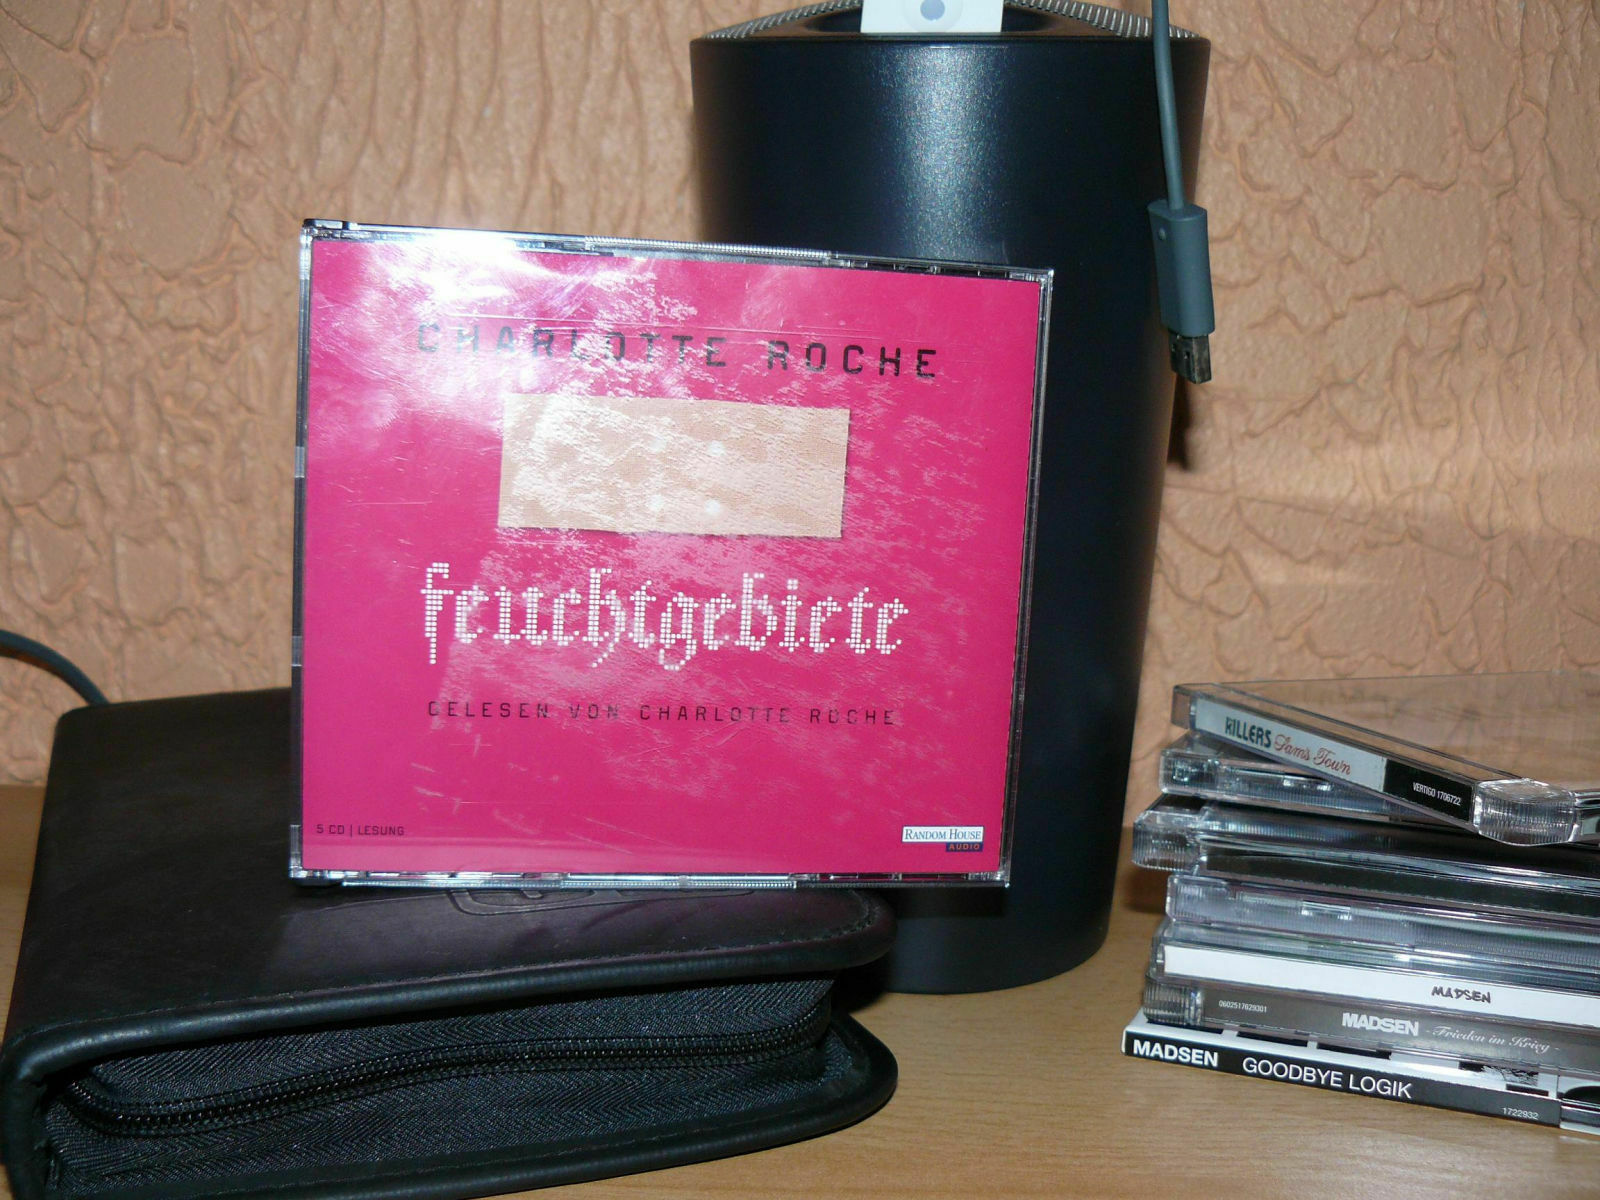 CHARLOTTE ROCHE
feuchtgebiete
GELESEN VON CHARLOTTE ROCHE
5 CD | LESUNG
RANDOM HOUSE
AUDIO
KILLERS Sam's Town
VERTIGO 1706722
MADSEN
0602517629301
MADSEN - Frieden im Krieg -
MADSEN GOODBYE LOGIK
1722932